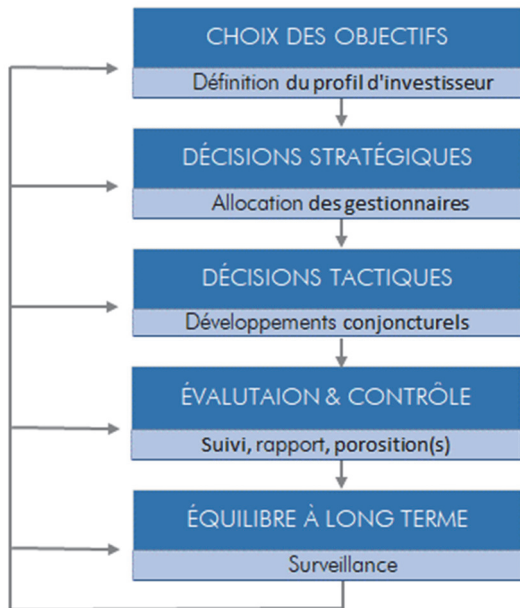 CHOIX DES OBJECTIFS
Définition du profil d'investisseur
DÉCISIONS STRATÉGIQUES
Allocation des gestionnaires
DÉCISIONS TACTIQUES
Développements conjoncturels
ÉVALUTAION & CONTRÔLE
Suivi, rapport, porosition(s)
ÉQUILIBRE À LONG TERME
Surveillance